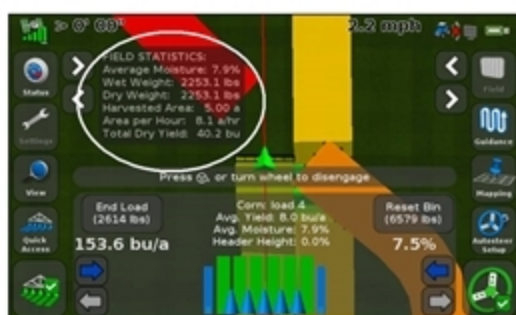 0° 00"
2.2 mph
FIELD STATISTICS:
Average Moisture: 7.9%
Wet Weight: 2253.1 lbs
Dry Weight: 2253.1 lbs
Harvested Area: 5.00 a
Area per Hour: 8.1 a/hr
Total Dry Yield: 40.2 bu
Status
Settings
View
Quick
Access
Field
Guidance
Mapping
Autosteer
Setup
Press or turn wheel to disengage
End Load
(2614 lbs)
153.6 bu/a
Corn: load 4
Avg. Yield: 8.0 bu/a
Avg. Moisture: 7.9%
Header Height: 0.0%
Reset Bin
(6579 lbs)
7.5%